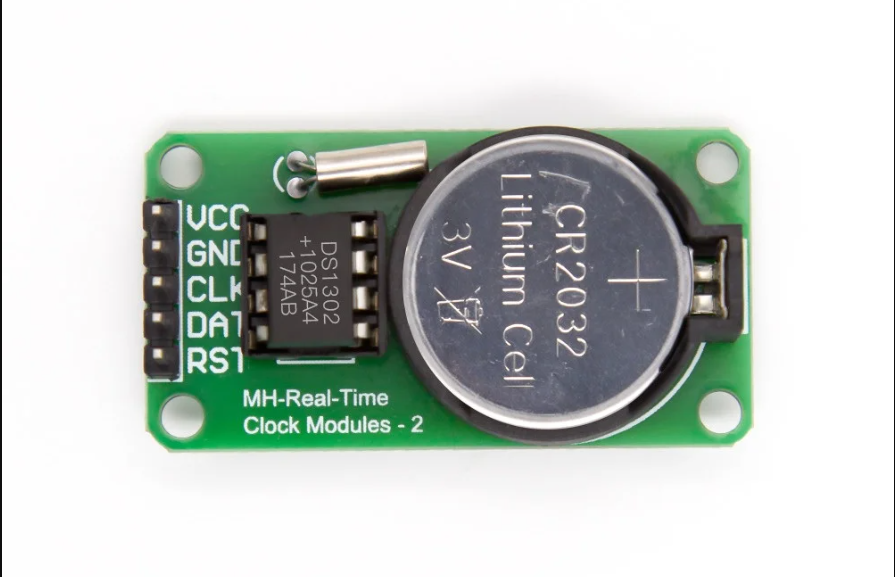 VCC
GND
CLK
DAT
RST
DS1302
+1025A4
174AB
MH-Real-Time
Clock Modules - 2
+
CR2032
Lithium Cell
3V